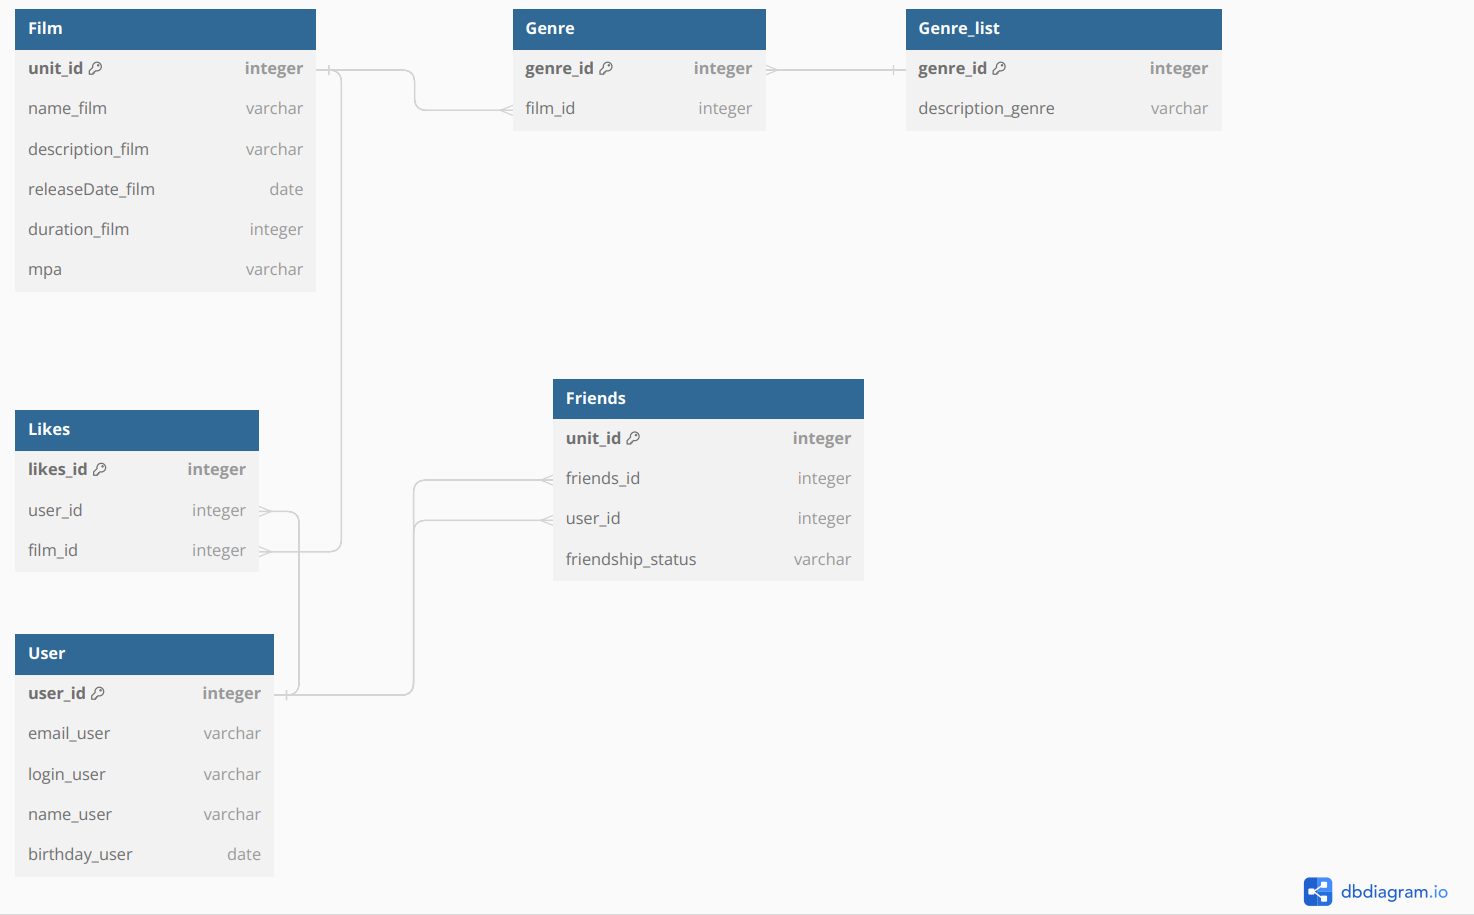 Film
unit_id integer
name_film varchar
description_film varchar
releaseDate_film date
duration_film integer
mpa varchar
Genre
genre_id integer
film_id integer
Genre_list
genre_id integer
description_genre varchar
Likes
likes_id integer
user_id integer
film_id integer
Friends
unit_id integer
friends_id integer
user_id integer
friendship_status varchar
User
user_id integer
email_user varchar
login_user varchar
name_user varchar
birthday_user date
dbdiagram.io